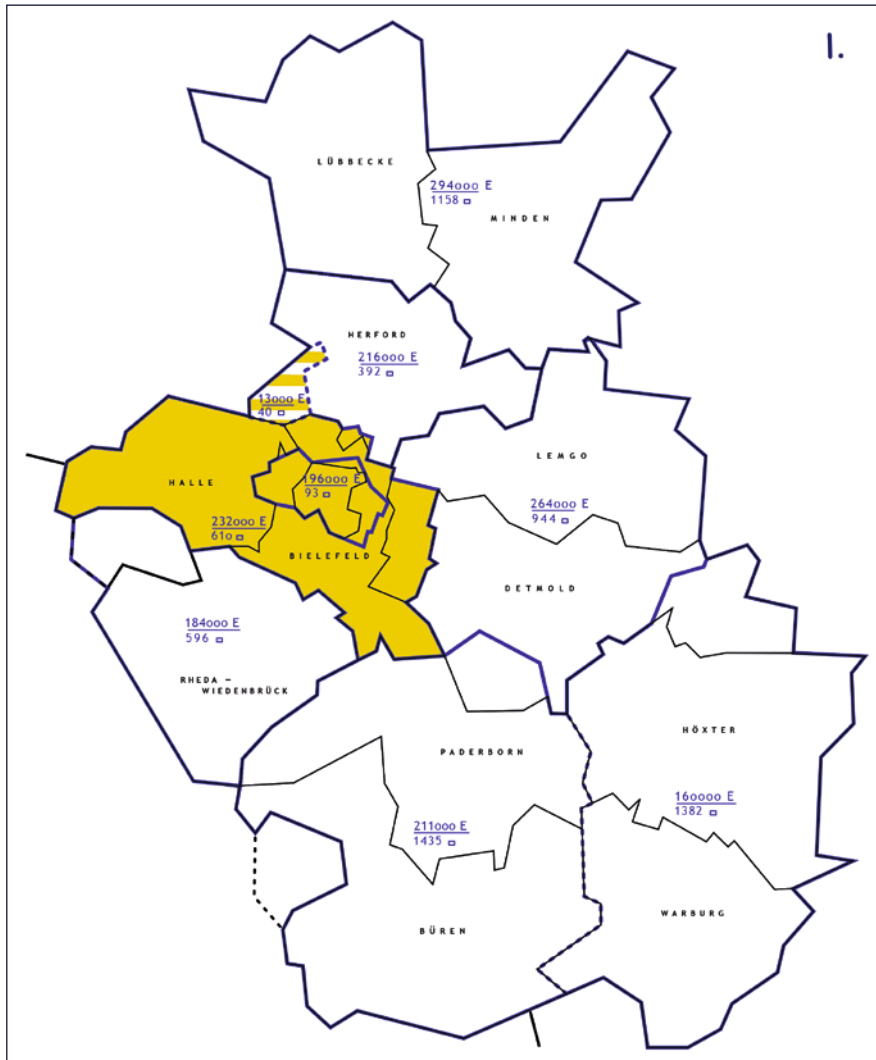 I.
LÜBBECKE
294000 E
1158 ▭
MINDEN
HERFORD
216000 E
392 ▭
13000 E
40 ▭
LEMGO
HALLE
196000 E
93 ▭
264000 E
944 ▭
232000 E
610 ▭
BIELEFELD
DETMOLD
184000 E
596 ▭
RHEDA –
WIEDENBRÜCK
HÖXTER
PADERBORN
160000 E
1382 ▭
211000 E
1435 ▭
WARBURG
BÜREN